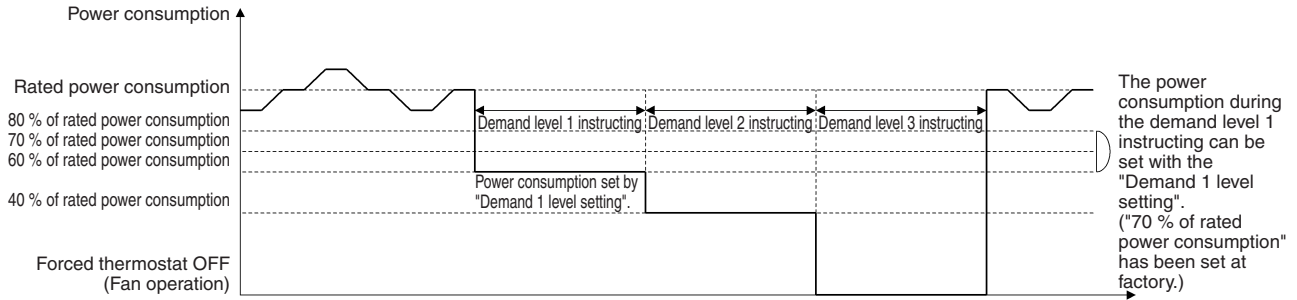 Power consumption
Rated power consumption
80 % of rated power consumption
70 % of rated power consumption
60 % of rated power consumption
40 % of rated power consumption
Forced thermostat OFF
(Fan operation)
Demand level 1 instructing
Demand level 2 instructing
Demand level 3 instructing
Power consumption set by
"Demand 1 level setting".
The power
consumption during
the demand level 1
instructing can be
set with the
"Demand 1 level
setting".
("70 % of rated
power consumption"
has been set at
factory.)